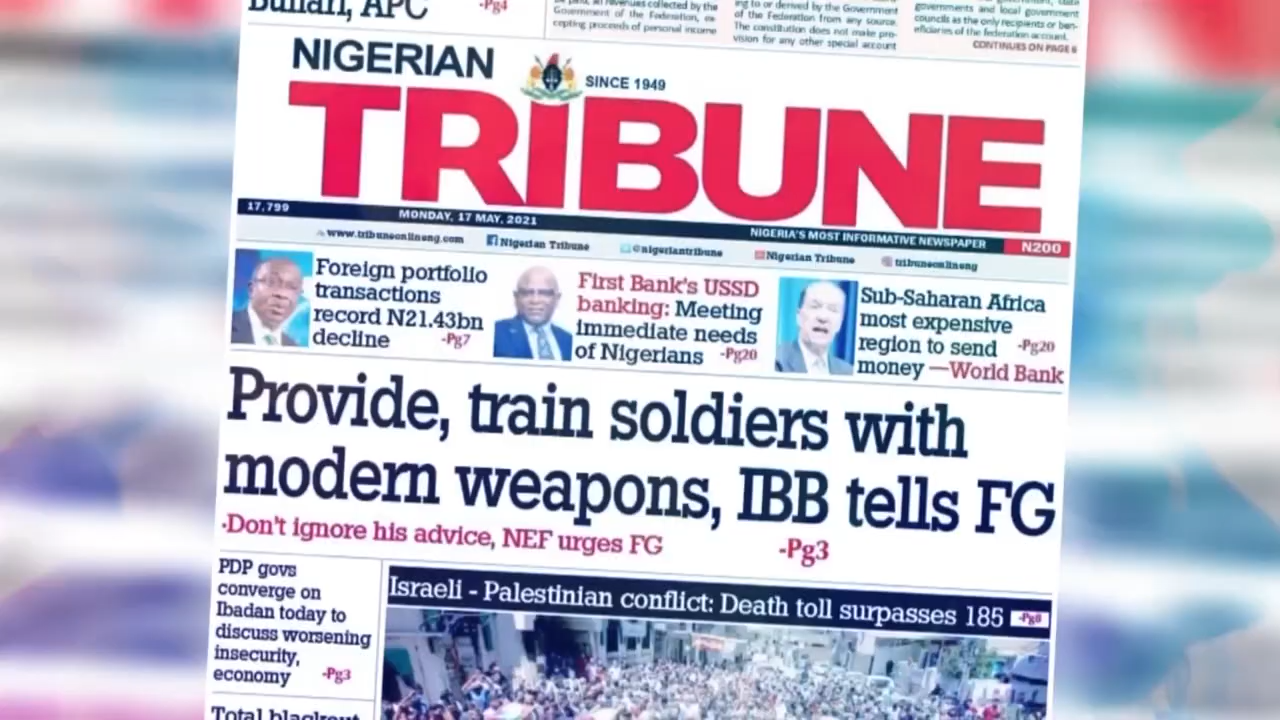 Buhari, APC -Pg4
be paid, all revenues collected by the
Government of the Federation, ex-
cepting proceeds of personal income
ing to or derived by the Government
of the Federation from any source.
The constitution does not make pro-
vision for any other special account
governments and local government
councils as the only recipients or ben-
eficiaries of the federation account.
CONTINUES ON PAGE 6
NIGERIAN
SINCE 1949
TRIBUNE
17,799
MONDAY, 17 MAY, 2021
NIGERIA'S MOST INFORMATIVE NEWSPAPER
N200
www.tribuneonlineng.com
Nigerian Tribune
@nigeriantribune
Nigerian Tribune
tribuneonlineng
Foreign portfolio
transactions
record N21.43bn
decline -Pg7
First Bank's USSD
banking: Meeting
immediate needs
of Nigerians -Pg20
Sub-Saharan Africa
most expensive
region to send -Pg20
money —World Bank
Provide, train soldiers with
modern weapons, IBB tells FG
·Don't ignore his advice, NEF urges FG -Pg3
PDP govs
converge on
Ibadan today to
discuss worsening
insecurity,
economy -Pg3
Total blackout
Israeli - Palestinian conflict: Death toll surpasses 185 -Pg8